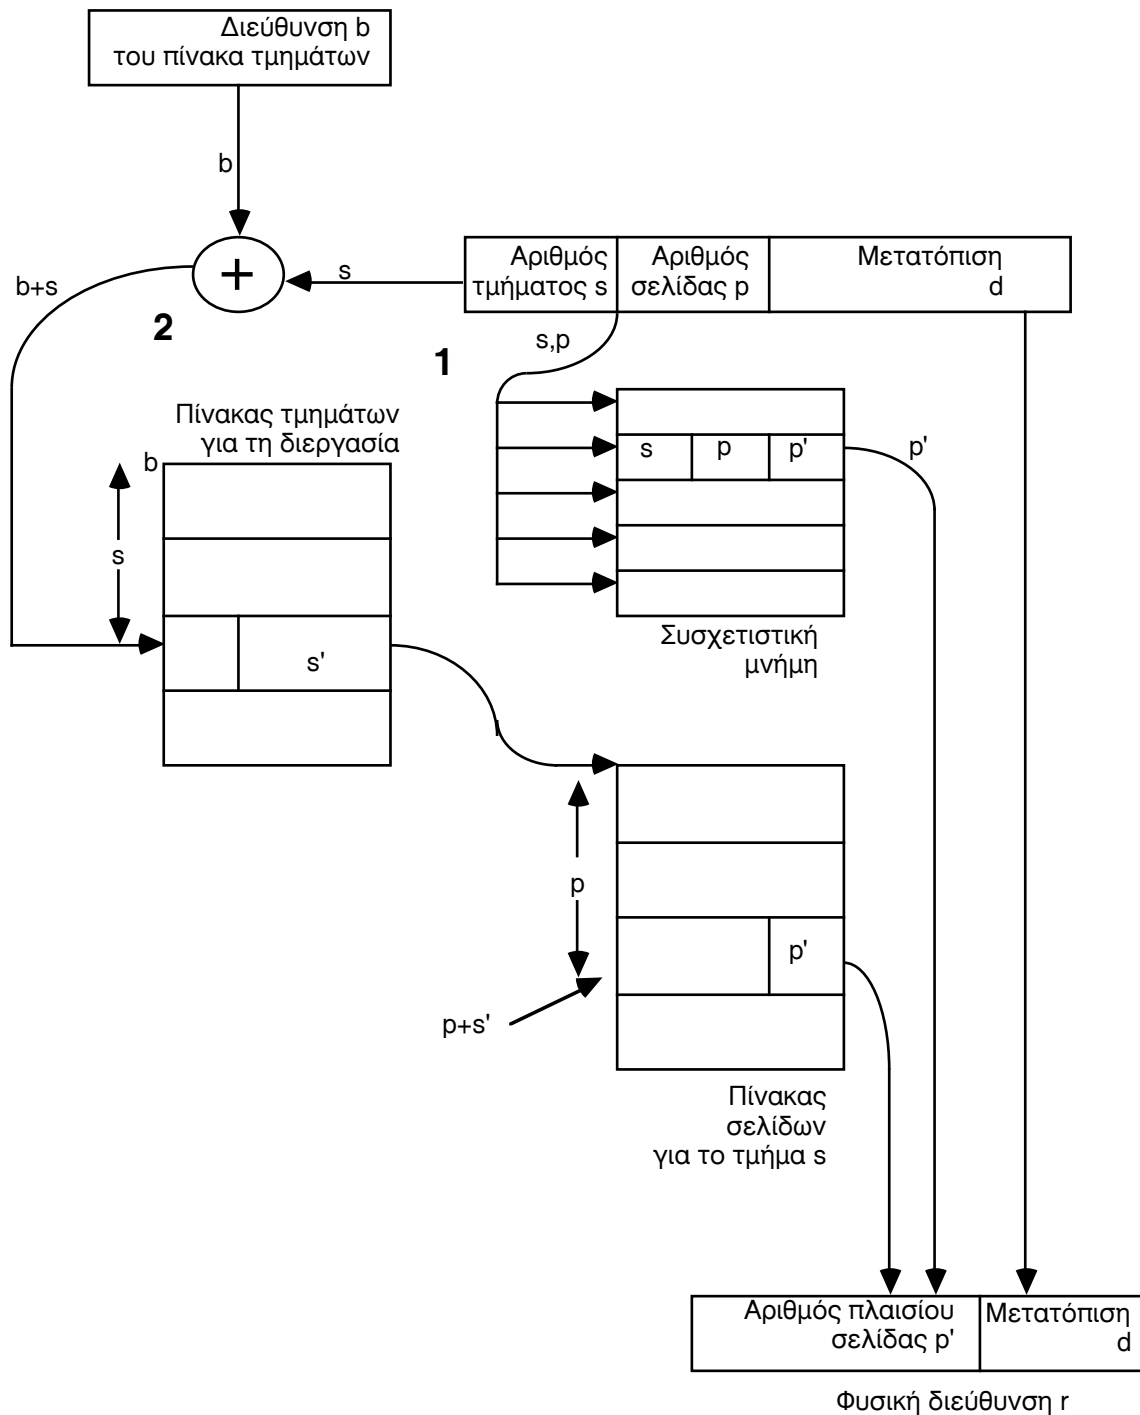 Διεύθυνση b
του πίνακα τμημάτων
b
Αριθμός
τμήματος s
Αριθμός
σελίδας p
Μετατόπιση
d
+
s
b+s
2
1
s,p
Πίνακας τμημάτων
για τη διεργασία
b
s
s p p'
p'
Συσχετιστική
μνήμη
s'
p
p'
p+s'
Πίνακας
σελίδων
για το τμήμα s
Αριθμός πλαισίου
σελίδας p'
Μετατόπιση
d
Φυσική διεύθυνση r